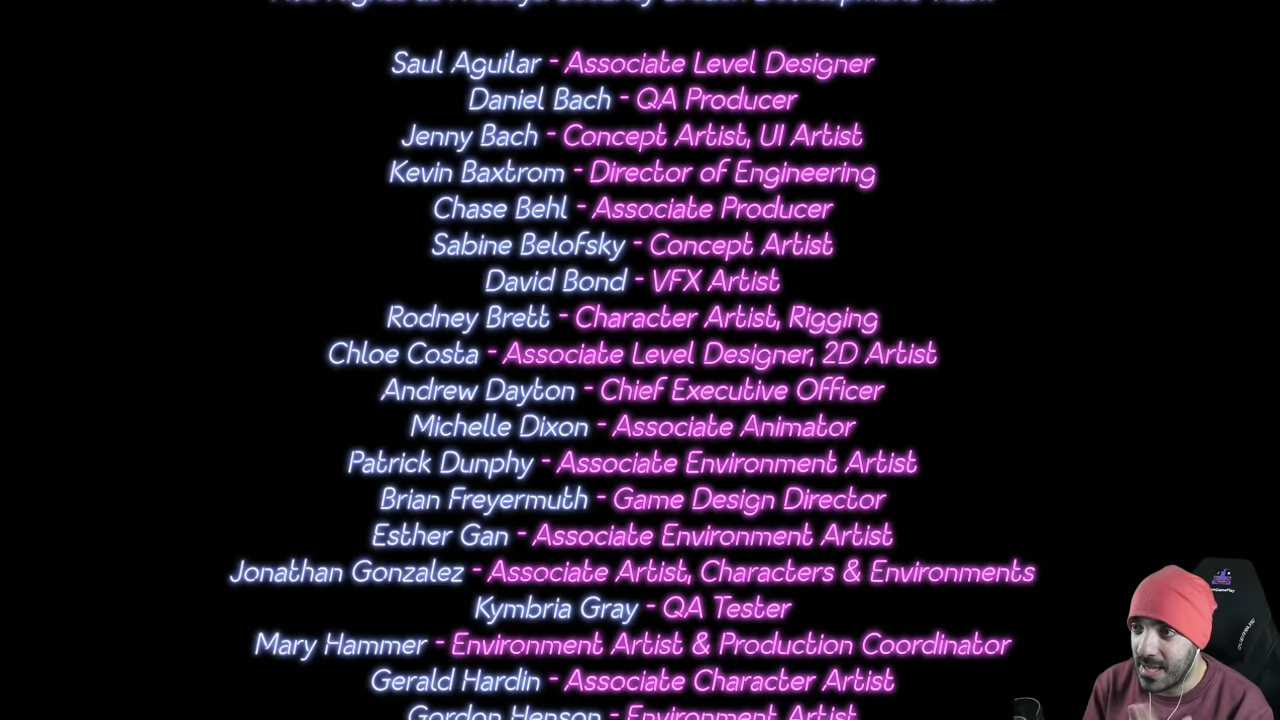 Saul Aguilar - Associate Level Designer
Daniel Bach - QA Producer
Jenny Bach - Concept Artist, UI Artist
Kevin Baxtrom - Director of Engineering
Chase Behl - Associate Producer
Sabine Belofsky - Concept Artist
David Bond - VFX Artist
Rodney Brett - Character Artist, Rigging
Chloe Costa - Associate Level Designer, 2D Artist
Andrew Dayton - Chief Executive Officer
Michelle Dixon - Associate Animator
Patrick Dunphy - Associate Environment Artist
Brian Freyermuth - Game Design Director
Esther Gan - Associate Environment Artist
Jonathan Gonzalez - Associate Artist, Characters & Environments
Kymbria Gray - QA Tester
Mary Hammer - Environment Artist & Production Coordinator
Gerald Hardin - Associate Character Artist
Gordon Henson - Environment Artist